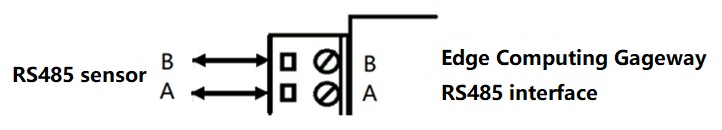 RS485 sensor
B
A
B
A
Edge Computing Gageway
RS485 interface